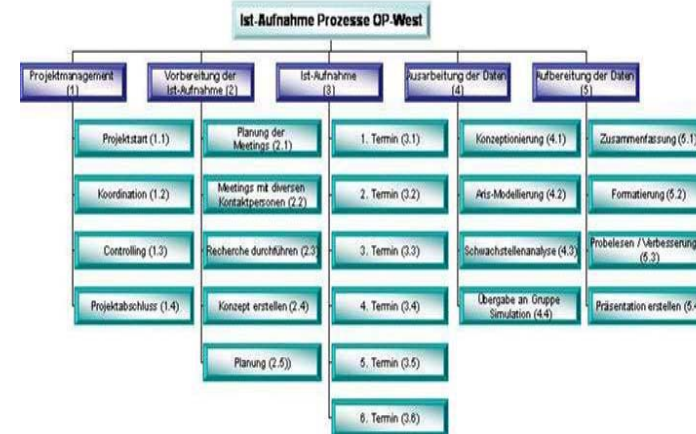 Ist-Aufnahme Prozesse OP-West
Projektmanagement
(1)
Vorbereitung der
Ist-Aufnahme (2)
Ist-Aufnahme
(3)
Ausarbeitung der Daten
(4)
Aufbereitung der Daten
(5)
Projektstart (1.1)
Koordination (1.2)
Controlling (1.3)
Projektabschluss (1.4)
Planung der
Meetings (2.1)
Meetings mit diversen
Kontaktpersonen (2.2)
Recherche durchführen (2.3)
Konzept erstellen (2.4)
Planung (2.5))
1. Termin (3.1)
2. Termin (3.2)
3. Termin (3.3)
4. Termin (3.4)
5. Termin (3.5)
6. Termin (3.6)
Konzeptionierung (4.1)
Aris-Modellierung (4.2)
Schwachstellenanalyse (4.3)
Übergabe an Gruppe
Simulation (4.4)
Zusammenfassung (5.1)
Formatierung (5.2)
Probelesen / Verbesserung
(5.3)
Präsentation erstellen (5.4